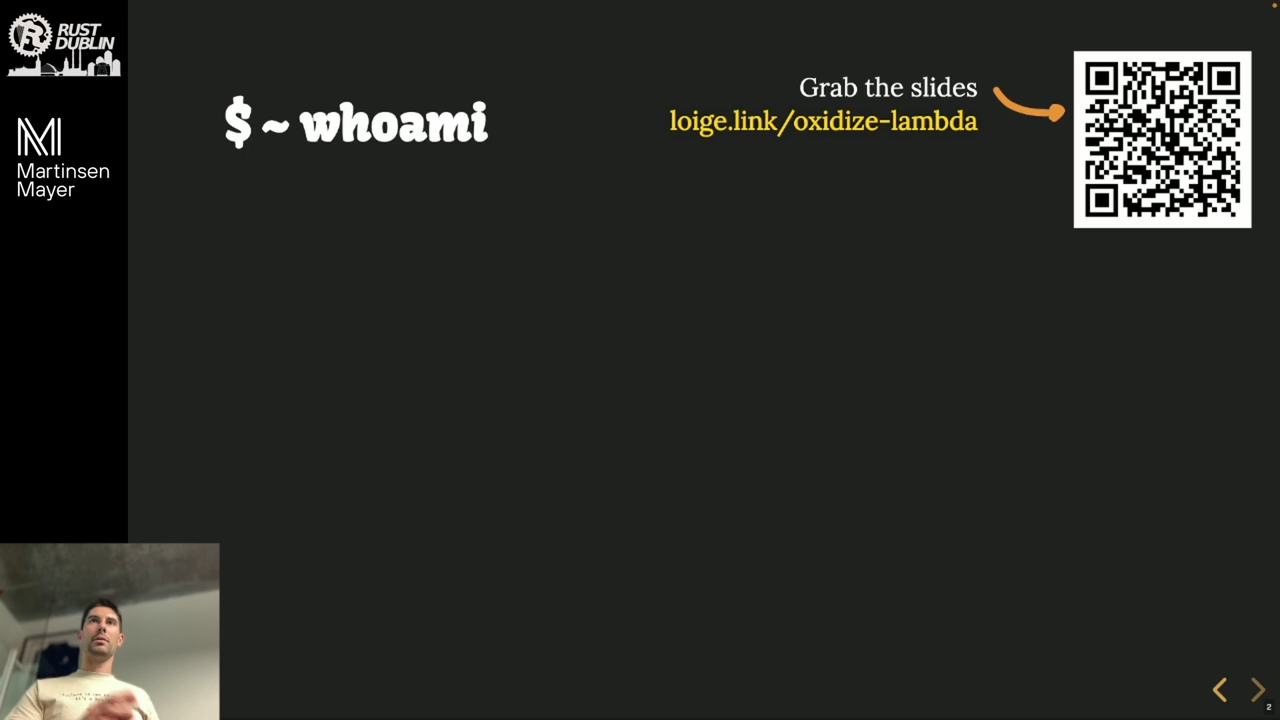 RUST
DUBLIN
Martinsen
Mayer
$ ~ whoami
Grab the slides
loige.link/oxidize-lambda
2